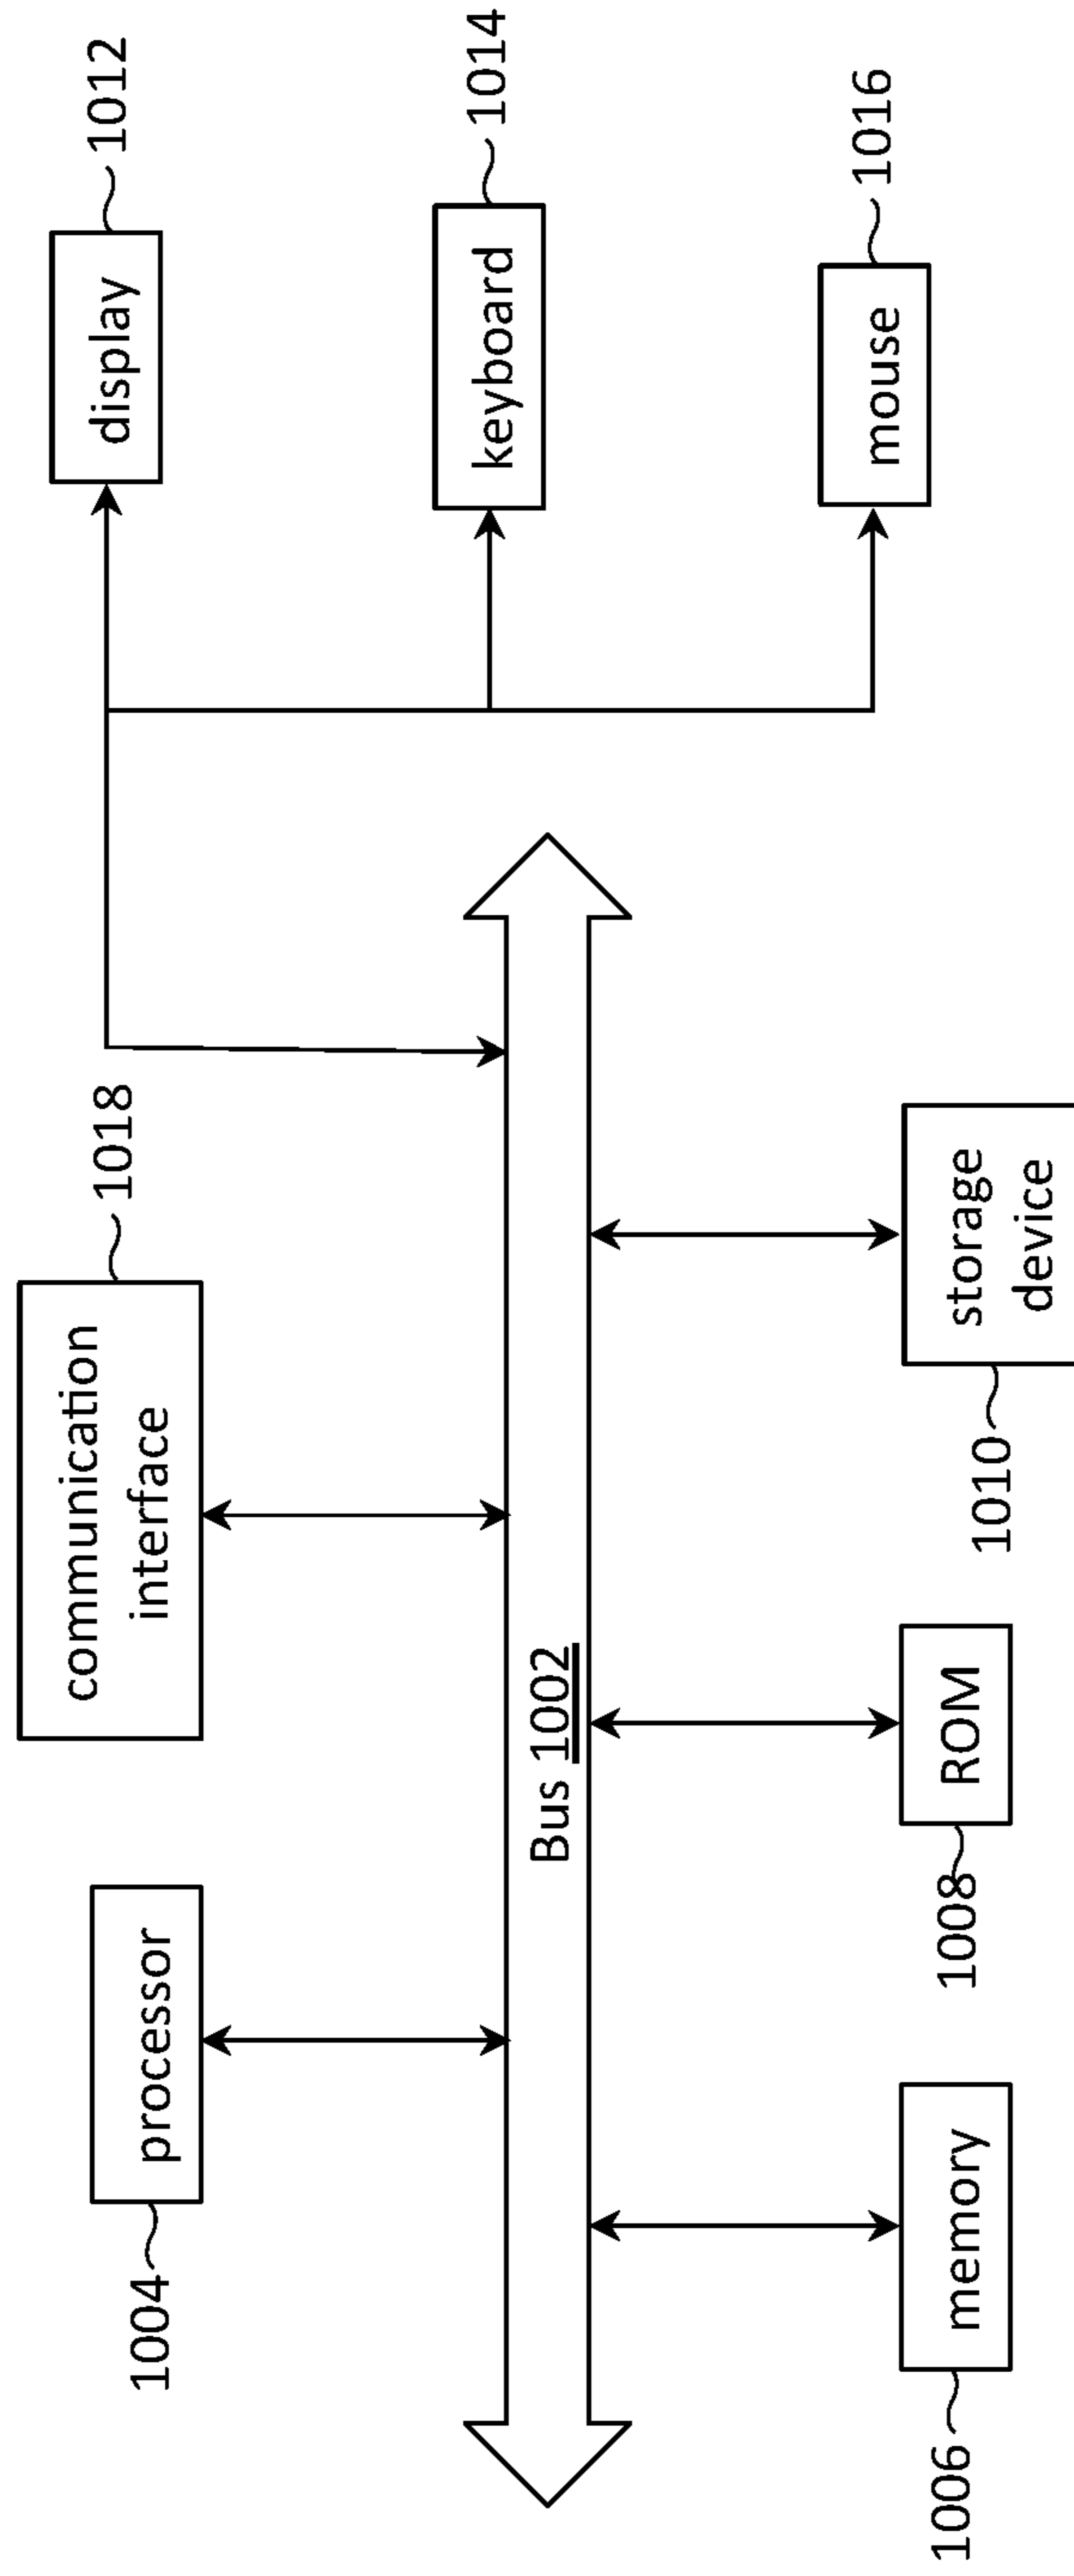 1004
processor
communication
interface
1018
display
1012
keyboard
1014
mouse
1016
Bus 1002
1006
memory
1008
ROM
1010
storage
device